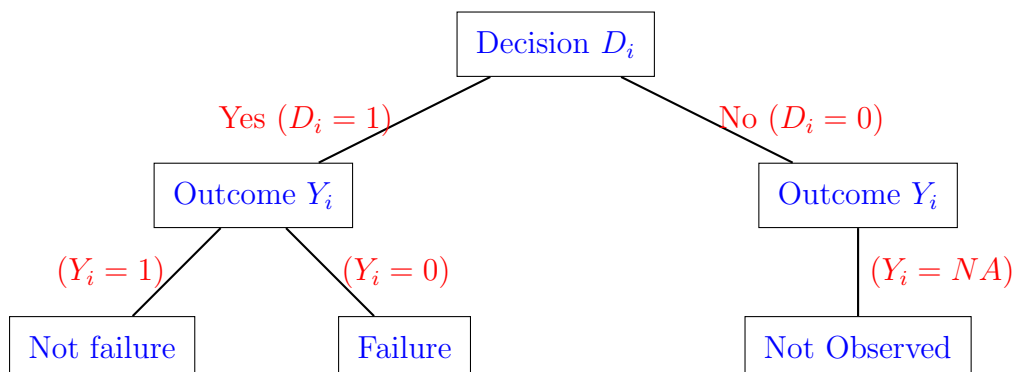 Decision $D_i$
Yes ($D_i = 1$)
No ($D_i = 0$)
Outcome $Y_i$
Outcome $Y_i$
($Y_i = 1$)
($Y_i = 0$)
($Y_i = NA$)
Not failure
Failure
Not Observed